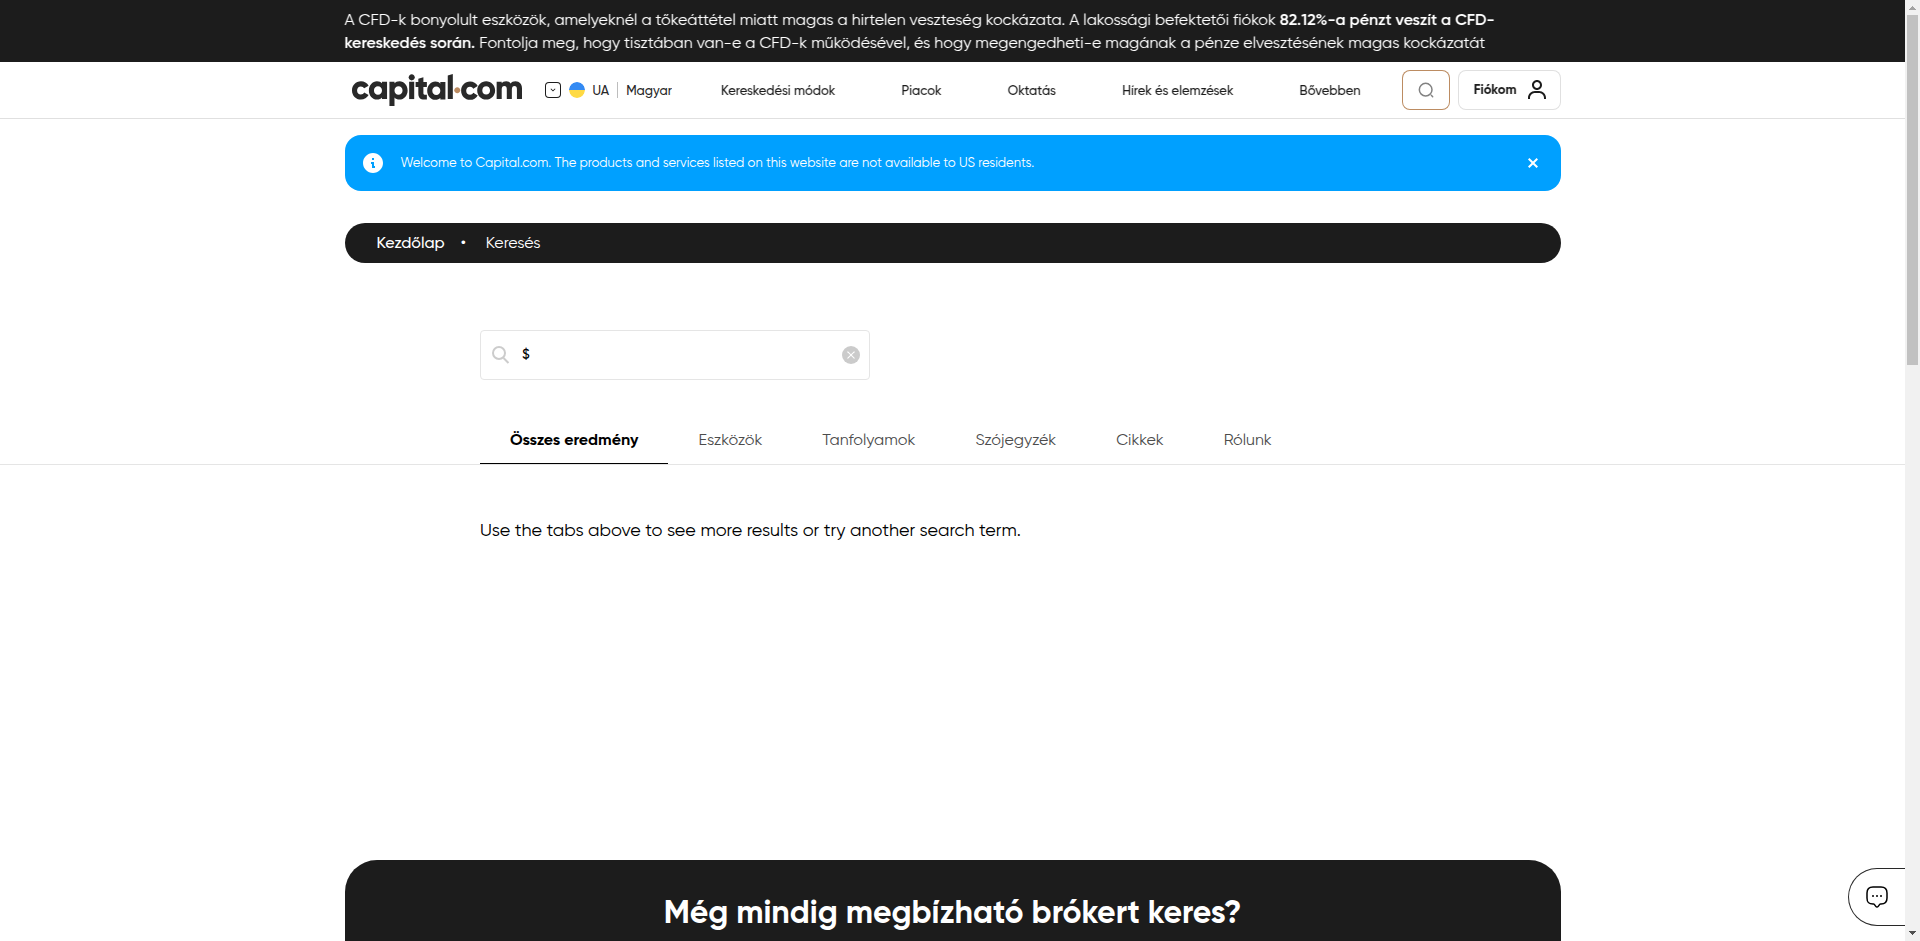 A CFD-k bonyolult eszközök, amelyeknél a tőkeáttétel miatt magas a hirtelen veszteség kockázata. A lakossági befektetői fiókok 82.12%-a pénzt veszít a CFD-
kereskedés során. Fontolja meg, hogy tisztában van-e a CFD-k működésével, és hogy megengedheti-e magának a pénze elvesztésének magas kockázatát
capital.com UA Magyar Kereskedési módok Piacok Oktatás Hírek és elemzések Bővebben Fiókom
Welcome to Capital.com. The products and services listed on this website are not available to US residents.
Kezdőlap • Keresés
$
Összes eredmény Eszközök Tanfolyamok Szójegyzék Cikkek Rólunk
Use the tabs above to see more results or try another search term.
Még mindig megbízható brókert keres?